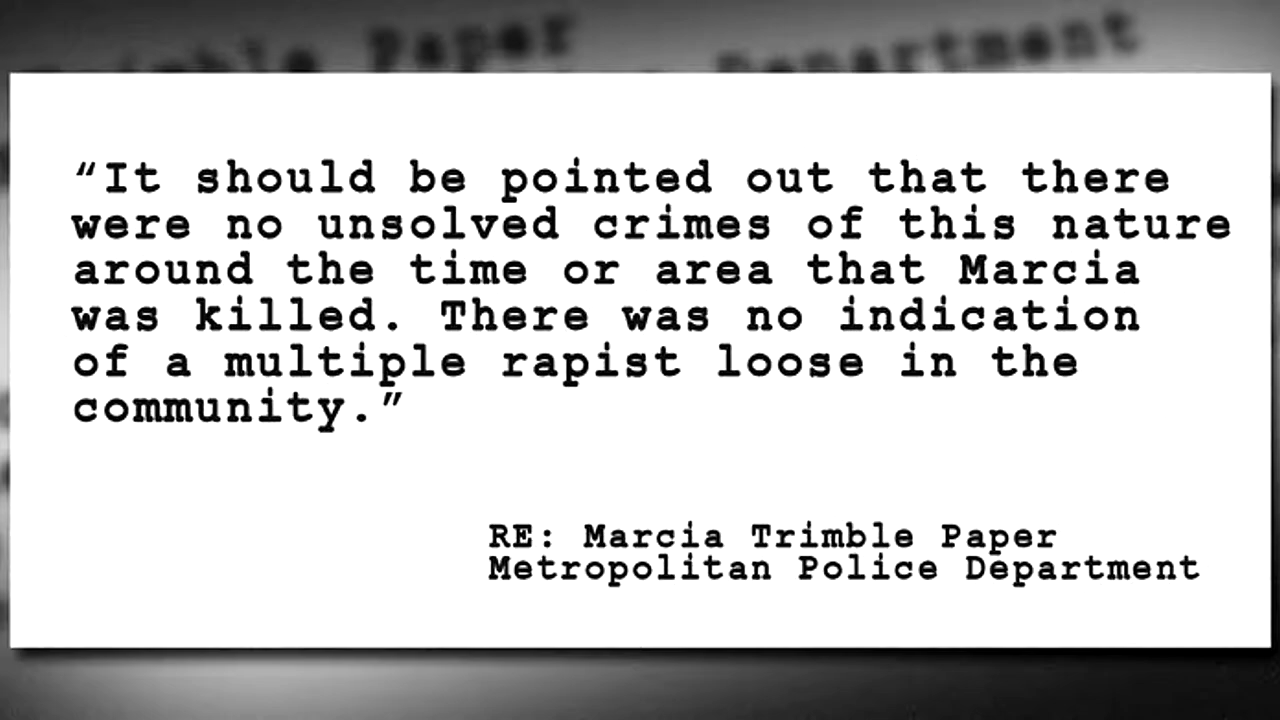 “It should be pointed out that there
were no unsolved crimes of this nature
around the time or area that Marcia
was killed. There was no indication
of a multiple rapist loose in the
community.”
RE: Marcia Trimble Paper
Metropolitan Police Department